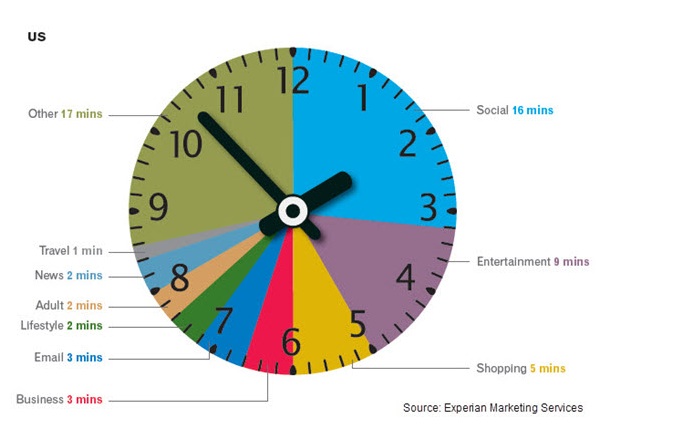 US
12
11
1
Other 17 mins
Social 16 mins
10
2
9
3
Travel 1 min
Entertainment 9 mins
News 2 mins
8
4
Adult 2 mins
Lifestyle 2 mins
7
5
6
Email 3 mins
Shopping 5 mins
Business 3 mins
Source: Experian Marketing Services